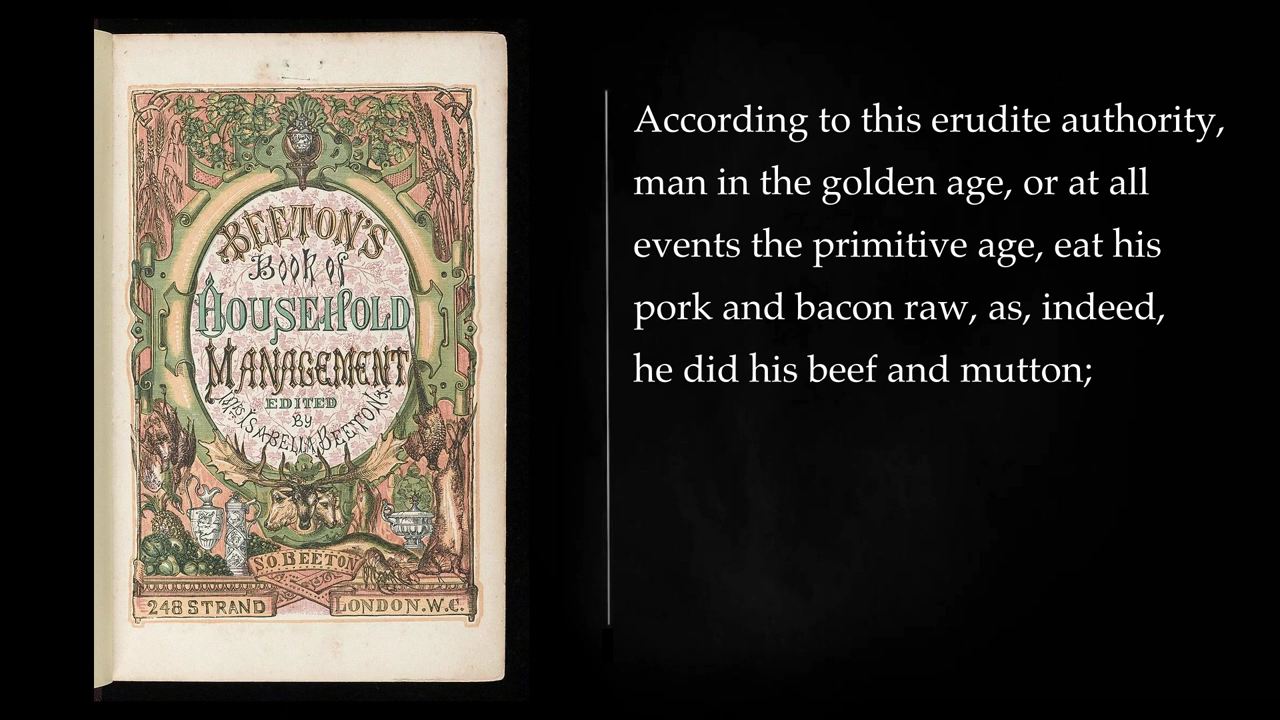 BEETON'S
Book of
HOUSEHOLD
MANAGEMENT
EDITED
By
MRS ISABELLA BEETON
S.O. BEETON
248 STRAND
LONDON.W.C.
According to this erudite authority,
man in the golden age, or at all
events the primitive age, eat his
pork and bacon raw, as, indeed,
he did his beef and mutton;